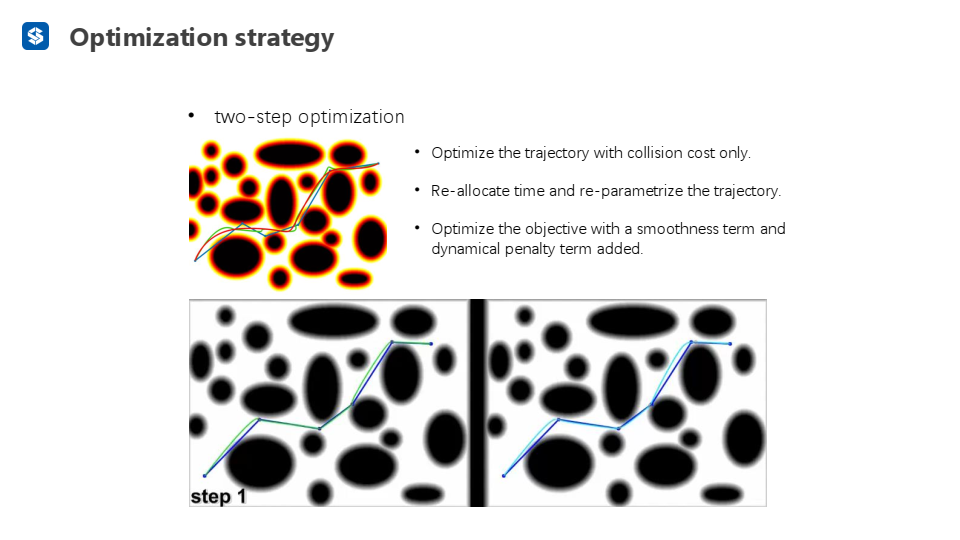 Optimization strategy
• two-step optimization
• Optimize the trajectory with collision cost only.
• Re-allocate time and re-parametrize the trajectory.
• Optimize the objective with a smoothness term and
dynamical penalty term added.
step 1